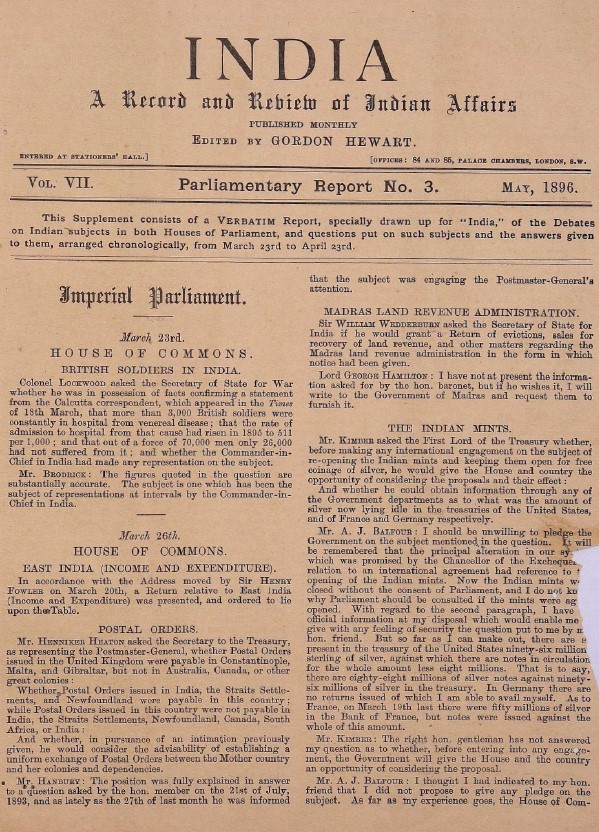 INDIA
A Record and Review of Indian Affairs
PUBLISHED MONTHLY
EDITED BY GORDON HEWART.
ENTERED AT STATIONERS' HALL.]
[OFFICES: 84 AND 85, PALACE CHAMBERS, LONDON, S.W.
VOL. VII.
Parliamentary Report No. 3.
MAY, 1896.
This Supplement consists of a VERBATIM Report, specially drawn up for "India," of the Debates
on Indian subjects in both Houses of Parliament, and questions put on such subjects and the answers given
to them, arranged chronologically, from March 23rd to April 23rd.
Imperial Parliament.
March 23rd.
HOUSE OF COMMONS.
BRITISH SOLDIERS IN INDIA.
Colonel LOCKWOOD asked the Secretary of State for War
whether he was in possession of facts confirming a statement
from the Calcutta correspondent, which appeared in the Times
of 18th March, that more than 3,000 British soldiers were
constantly in hospital from venereal disease; that the rate of
admission to hospital from that cause had risen in 1895 to 511
per 1,000; and that out of a force of 70,000 men only 26,000
had not suffered from it; and whether the Commander-in-
Chief in India had made any representation on the subject.
Mr. BRODRICK: The figures quoted in the question are
substantially accurate. The subject is one which has been the
subject of representations at intervals by the Commander-in-
Chief in India.
March 26th.
HOUSE OF COMMONS.
EAST INDIA (INCOME AND EXPENDITURE).
In accordance with the Address moved by Sir HENRY
FOWLER on March 20th, a Return relative to East India
(Income and Expenditure) was presented, and ordered to lie
upon the Table.
POSTAL ORDERS.
Mr. HENNIKER HEATON asked the Secretary to the Treasury,
as representing the Postmaster-General, whether Postal Orders
issued in the United Kingdom were payable in Constantinople,
Malta, and Gibraltar, but not in Australia, Canada, or other
great colonies:
Whether Postal Orders issued in India, the Straits Settle-
ments, and Newfoundland were payable in this country;
while Postal Orders issued in this country were not payable in
India, the Straits Settlements, Newfoundland, Canada, South
Africa, or India:
And whether, in pursuance of an intimation previously
given, he would consider the advisability of establishing a
uniform exchange of Postal Orders between the Mother country
and her colonies and dependencies.
Mr. HANBURY: The position was fully explained in answer
to a question asked by the hon. member on the 21st of July,
1893, and as lately as the 27th of last month he was informed
that the subject was engaging the Postmaster-General's
attention.
MADRAS LAND REVENUE ADMINISTRATION.
Sir WILLIAM WEDDERBURN asked the Secretary of State for
India if he would grant a Return of evictions, sales for
recovery of land revenue, and other matters regarding the
Madras land revenue administration in the form in which
notice had been given.
Lord GEORGE HAMILTON: I have not at present the informa-
tion asked for by the hon. baronet, but if he wishes it, I will
write to the Government of Madras and request them to
furnish it.
THE INDIAN MINTS.
Mr. KIMBER asked the First Lord of the Treasury whether,
before making any international engagement on the subject of
re-opening the Indian mints and keeping them open for free
coinage of silver, he would give the House and country the
opportunity of considering the proposals and their effect:
And whether he could obtain information through any of
the Government departments as to what was the amount of
silver now lying idle in the treasuries of the United States,
and of France and Germany respectively.
Mr. A. J. BALFOUR: I should be unwilling to pledge the
Government on the subject mentioned in the question. It will
be remembered that the principal alteration in our
which was promised by the Chancellor of the
relation to an international agreement had reference to
opening of the Indian mints. Now the Indian mints
closed without the consent of Parliament, and I do not
why Parliament should be consulted if the mints were
opened. With regard to the second paragraph, I have
official information at my disposal which would enable me
give with any feeling of security the question put to me by
hon. friend. But so far as I can make out, there are
present in the treasury of the United States ninety-six million
sterling of silver, against which there are notes in circulation
for the whole amount less eight millions. That is to say,
there are eighty-eight millions of silver notes against ninety-
six millions of silver in the treasury. In Germany there are
no returns issued of which I am able to avail myself. As to
France, on March 19th last there were fifty millions of silver
in the Bank of France, but notes were issued against the
whole of this amount.
Mr. KIMBER: The right hon. gentleman has not answered
my question as to whether, before entering into any engage-
ment, the Government will give the House and the country
an opportunity of considering the proposal.
Mr. A. J. BALFOUR: I thought I had indicated to my hon.
friend that I did not propose to give any pledge on the
subject. As far as my experience goes, the House of Com-